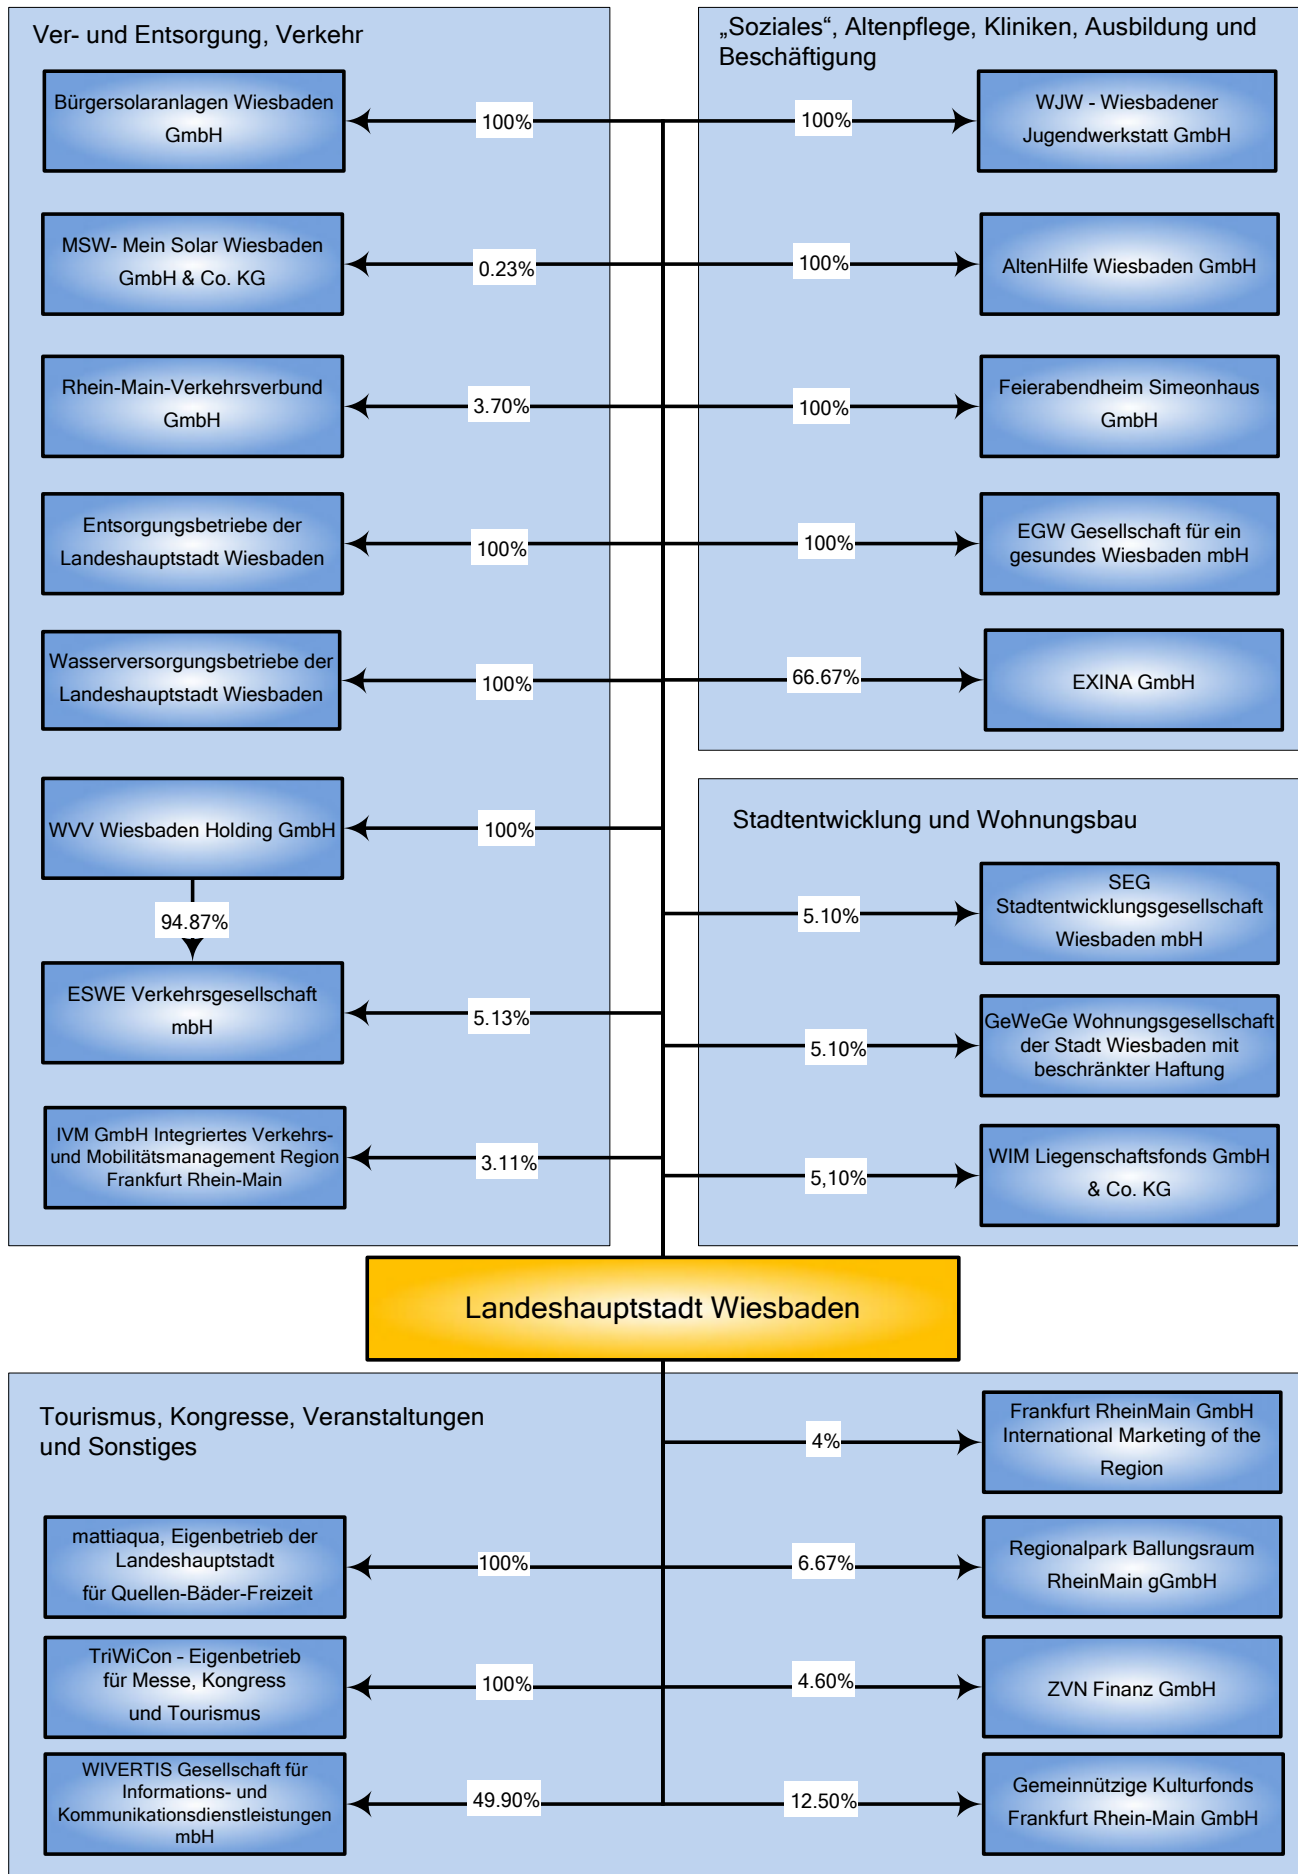 Ver- und Entsorgung, Verkehr
Bürgersolaranlagen Wiesbaden
GmbH
100%
MSW- Mein Solar Wiesbaden
GmbH & Co. KG
0.23%
Rhein-Main-Verkehrsverbund
GmbH
3.70%
Entsorgungsbetriebe der
Landeshauptstadt Wiesbaden
100%
Wasserversorgungsbetriebe der
Landeshauptstadt Wiesbaden
100%
WVV Wiesbaden Holding GmbH
100%
94.87%
ESWE Verkehrsgesellschaft
mbH
5.13%
IVM GmbH Integriertes Verkehrs-
und Mobilitätsmanagement Region
Frankfurt Rhein-Main
3.11%
„Soziales“, Altenpflege, Kliniken, Ausbildung und
Beschäftigung
100%
WJW - Wiesbadener
Jugendwerkstatt GmbH
100%
AltenHilfe Wiesbaden GmbH
100%
Feierabendheim Simeonhaus
GmbH
100%
EGW Gesellschaft für ein
gesundes Wiesbaden mbH
66.67%
EXINA GmbH
Stadtentwicklung und Wohnungsbau
5.10%
SEG
Stadtentwicklungsgesellschaft
Wiesbaden mbH
5.10%
GeWeGe Wohnungsgesellschaft
der Stadt Wiesbaden mit
beschränkter Haftung
5,10%
WIM Liegenschaftsfonds GmbH
& Co. KG
Landeshauptstadt Wiesbaden
Tourismus, Kongresse, Veranstaltungen
und Sonstiges
mattiaqua, Eigenbetrieb der
Landeshauptstadt
für Quellen-Bäder-Freizeit
100%
TriWiCon - Eigenbetrieb
für Messe, Kongress
und Tourismus
100%
WIVERTIS Gesellschaft für
Informations- und
Kommunikationsdienstleistungen
mbH
49.90%
4%
Frankfurt RheinMain GmbH
International Marketing of the
Region
6.67%
Regionalpark Ballungsraum
RheinMain gGmbH
4.60%
ZVN Finanz GmbH
12.50%
Gemeinnützige Kulturfonds
Frankfurt Rhein-Main GmbH